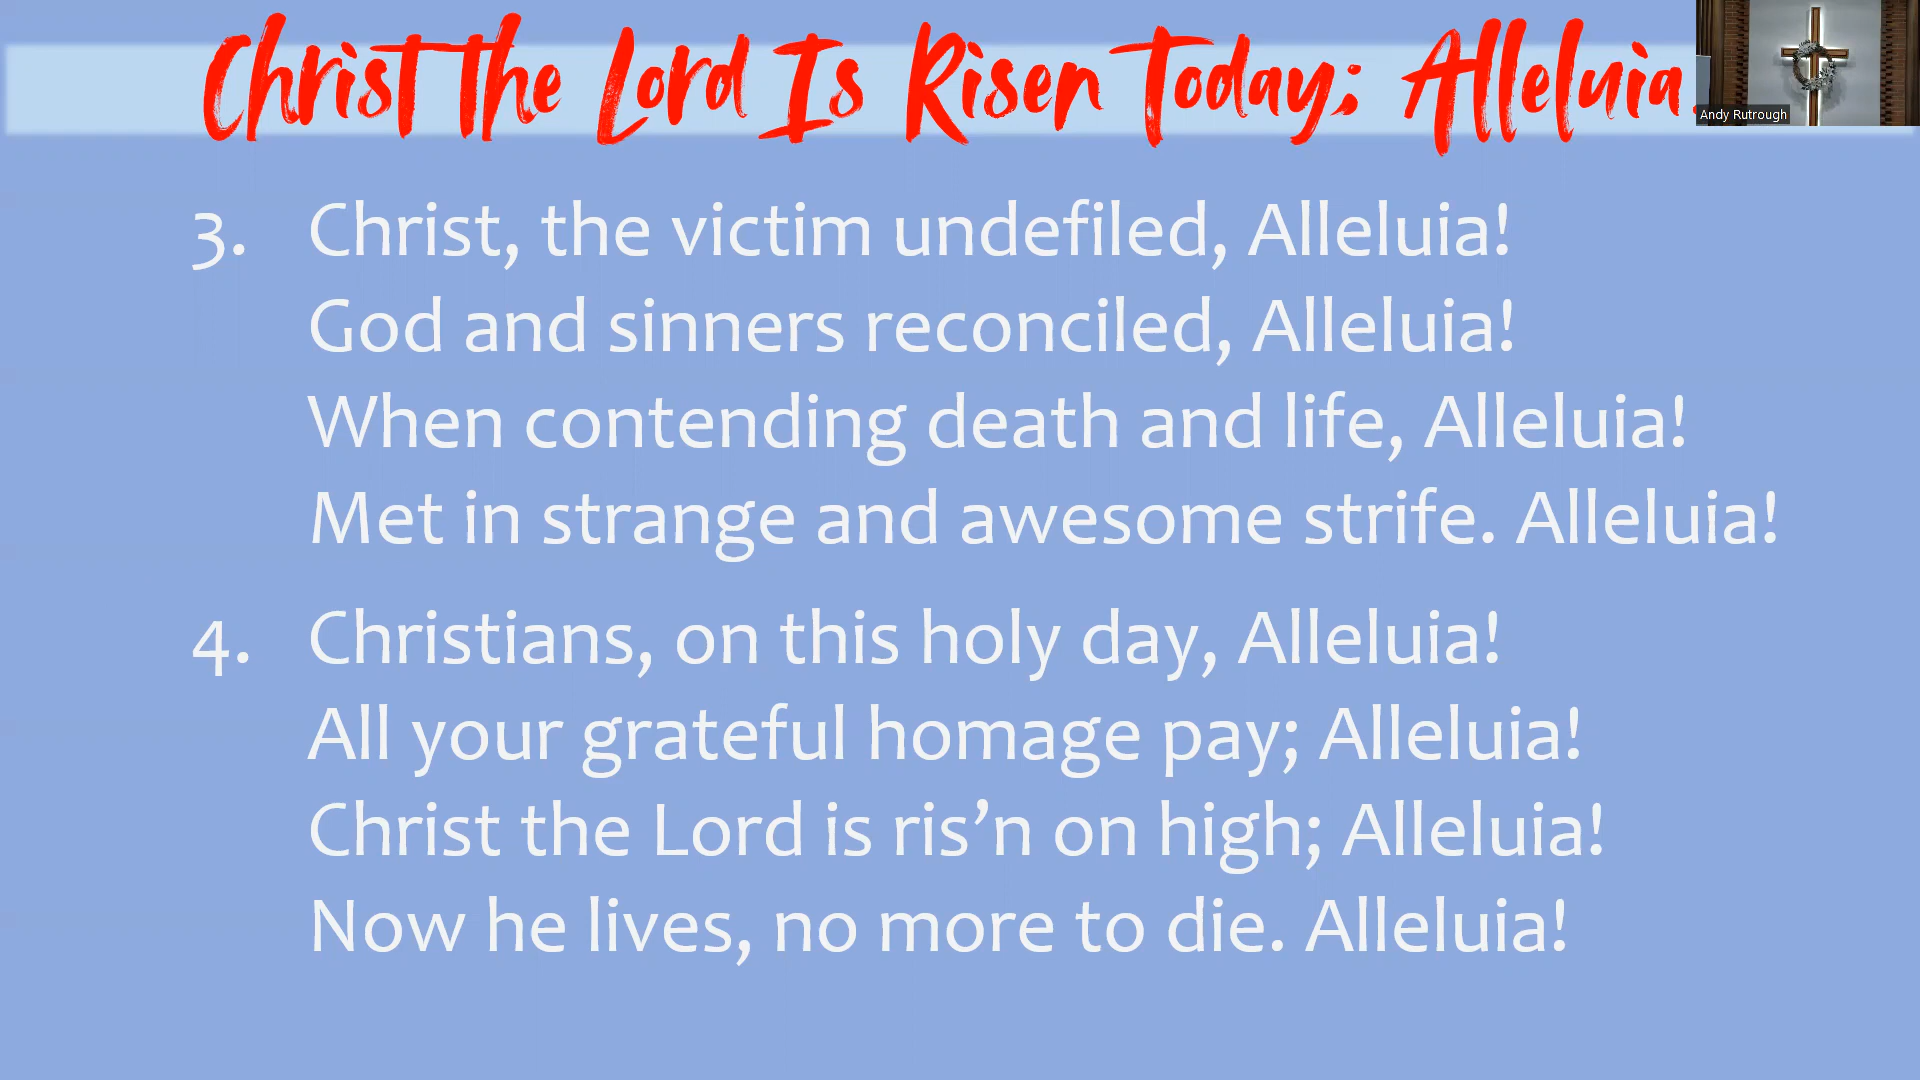 Christ the Lord Is Risen Today; Alleluia
Andy Rutrough
3. Christ, the victim undefiled, Alleluia!
God and sinners reconciled, Alleluia!
When contending death and life, Alleluia!
Met in strange and awesome strife. Alleluia!
4. Christians, on this holy day, Alleluia!
All your grateful homage pay; Alleluia!
Christ the Lord is ris’n on high; Alleluia!
Now he lives, no more to die. Alleluia!